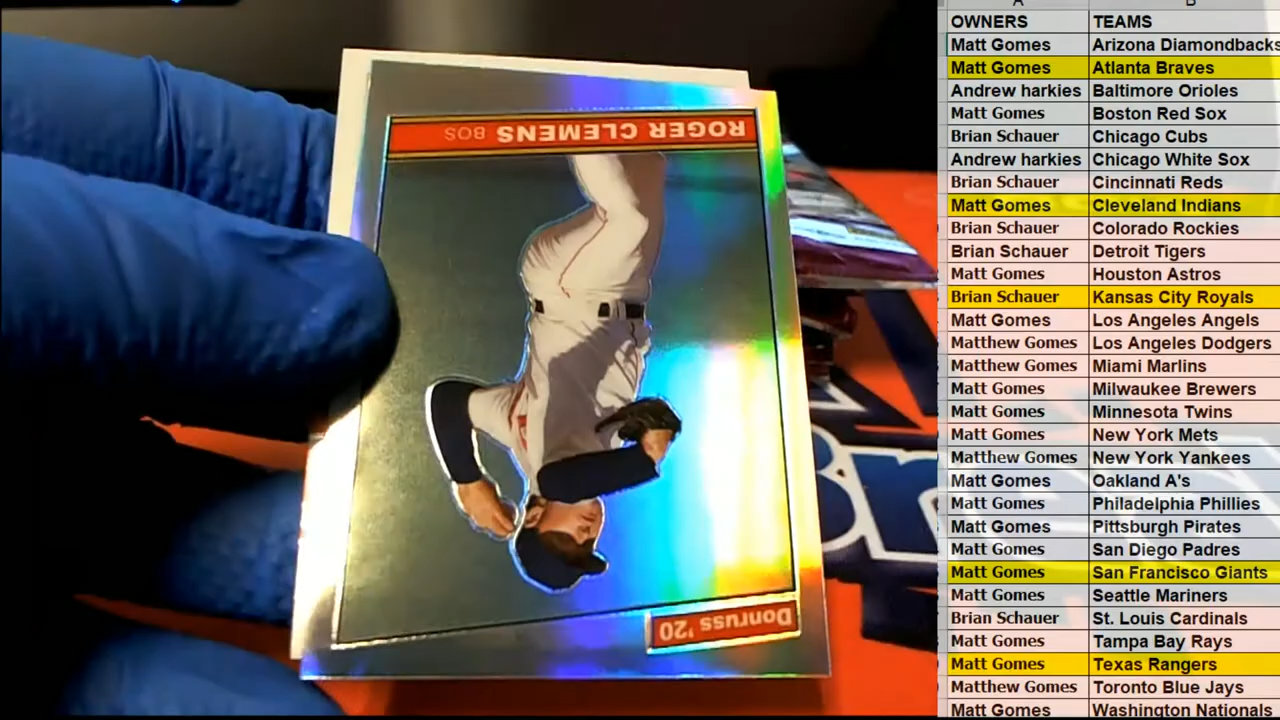 ROGER CLEMENS BOS
Donruss '20
A B
OWNERS TEAMS
Matt Gomes Arizona Diamondbacks
Matt Gomes Atlanta Braves
Andrew harkies Baltimore Orioles
Matt Gomes Boston Red Sox
Brian Schauer Chicago Cubs
Andrew harkies Chicago White Sox
Brian Schauer Cincinnati Reds
Matt Gomes Cleveland Indians
Brian Schauer Colorado Rockies
Brian Schauer Detroit Tigers
Matt Gomes Houston Astros
Brian Schauer Kansas City Royals
Matt Gomes Los Angeles Angels
Matthew Gomes Los Angeles Dodgers
Matthew Gomes Miami Marlins
Matt Gomes Milwaukee Brewers
Matt Gomes Minnesota Twins
Matt Gomes New York Mets
Matthew Gomes New York Yankees
Matt Gomes Oakland A's
Matt Gomes Philadelphia Phillies
Matt Gomes Pittsburgh Pirates
Matt Gomes San Diego Padres
Matt Gomes San Francisco Giants
Matt Gomes Seattle Mariners
Brian Schauer St. Louis Cardinals
Matt Gomes Tampa Bay Rays
Matt Gomes Texas Rangers
Matthew Gomes Toronto Blue Jays
Matt Gomes Washington Nationals